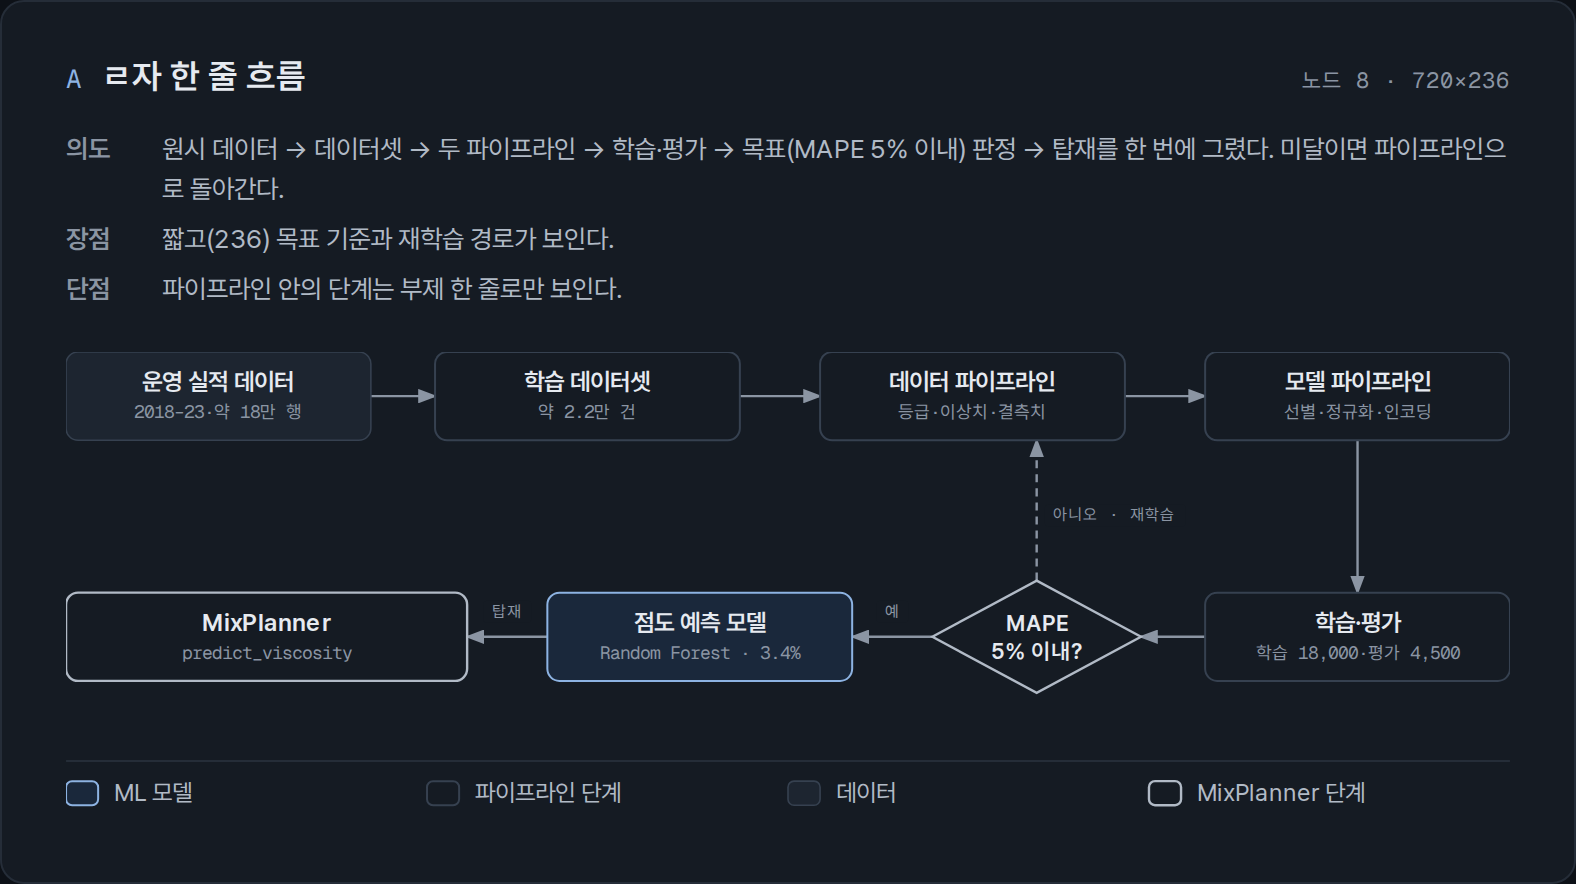 A ㄹ자 한 줄 흐름
노드 8 · 720×236
의도 원시 데이터 → 데이터셋 → 두 파이프라인 → 학습·평가 → 목표(MAPE 5% 이내) 판정 → 탑재를 한 번에 그렸다. 미달이면 파이프라인으
로 돌아간다.
장점 짧고(236) 목표 기준과 재학습 경로가 보인다.
단점 파이프라인 안의 단계는 부제 한 줄로만 보인다.
운영 실적 데이터
2018–23·약 18만 행
학습 데이터셋
약 2.2만 건
데이터 파이프라인
등급·이상치·결측치
모델 파이프라인
선별·정규화·인코딩
아니오 · 재학습
MixPlanner
predict_viscosity
탑재
점도 예측 모델
Random Forest · 3.4%
예
MAPE
5% 이내?
학습·평가
학습 18,000·평가 4,500
ML 모델
파이프라인 단계
데이터
MixPlanner 단계